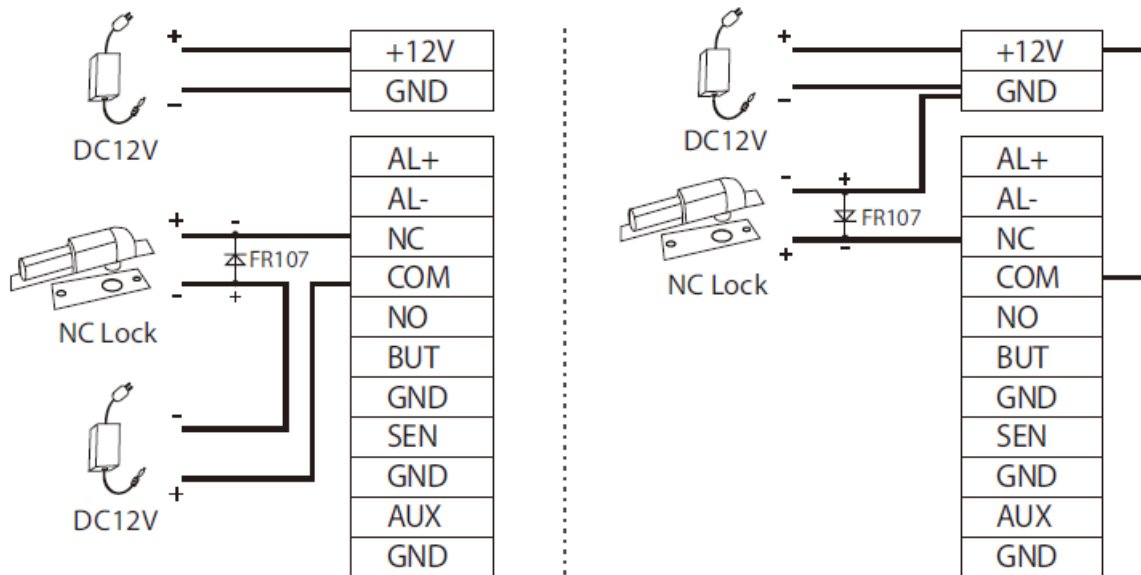 +
+12V
-
GND
DC12V
AL+
AL-
+
-
NC
FR107
-
+
COM
NC Lock
NO
BUT
GND
-
SEN
+
GND
DC12V
AUX
GND
+
+12V
-
GND
DC12V
AL+
-
+
AL-
FR107
+
-
NC
NC Lock
COM
NO
BUT
GND
SEN
GND
AUX
GND